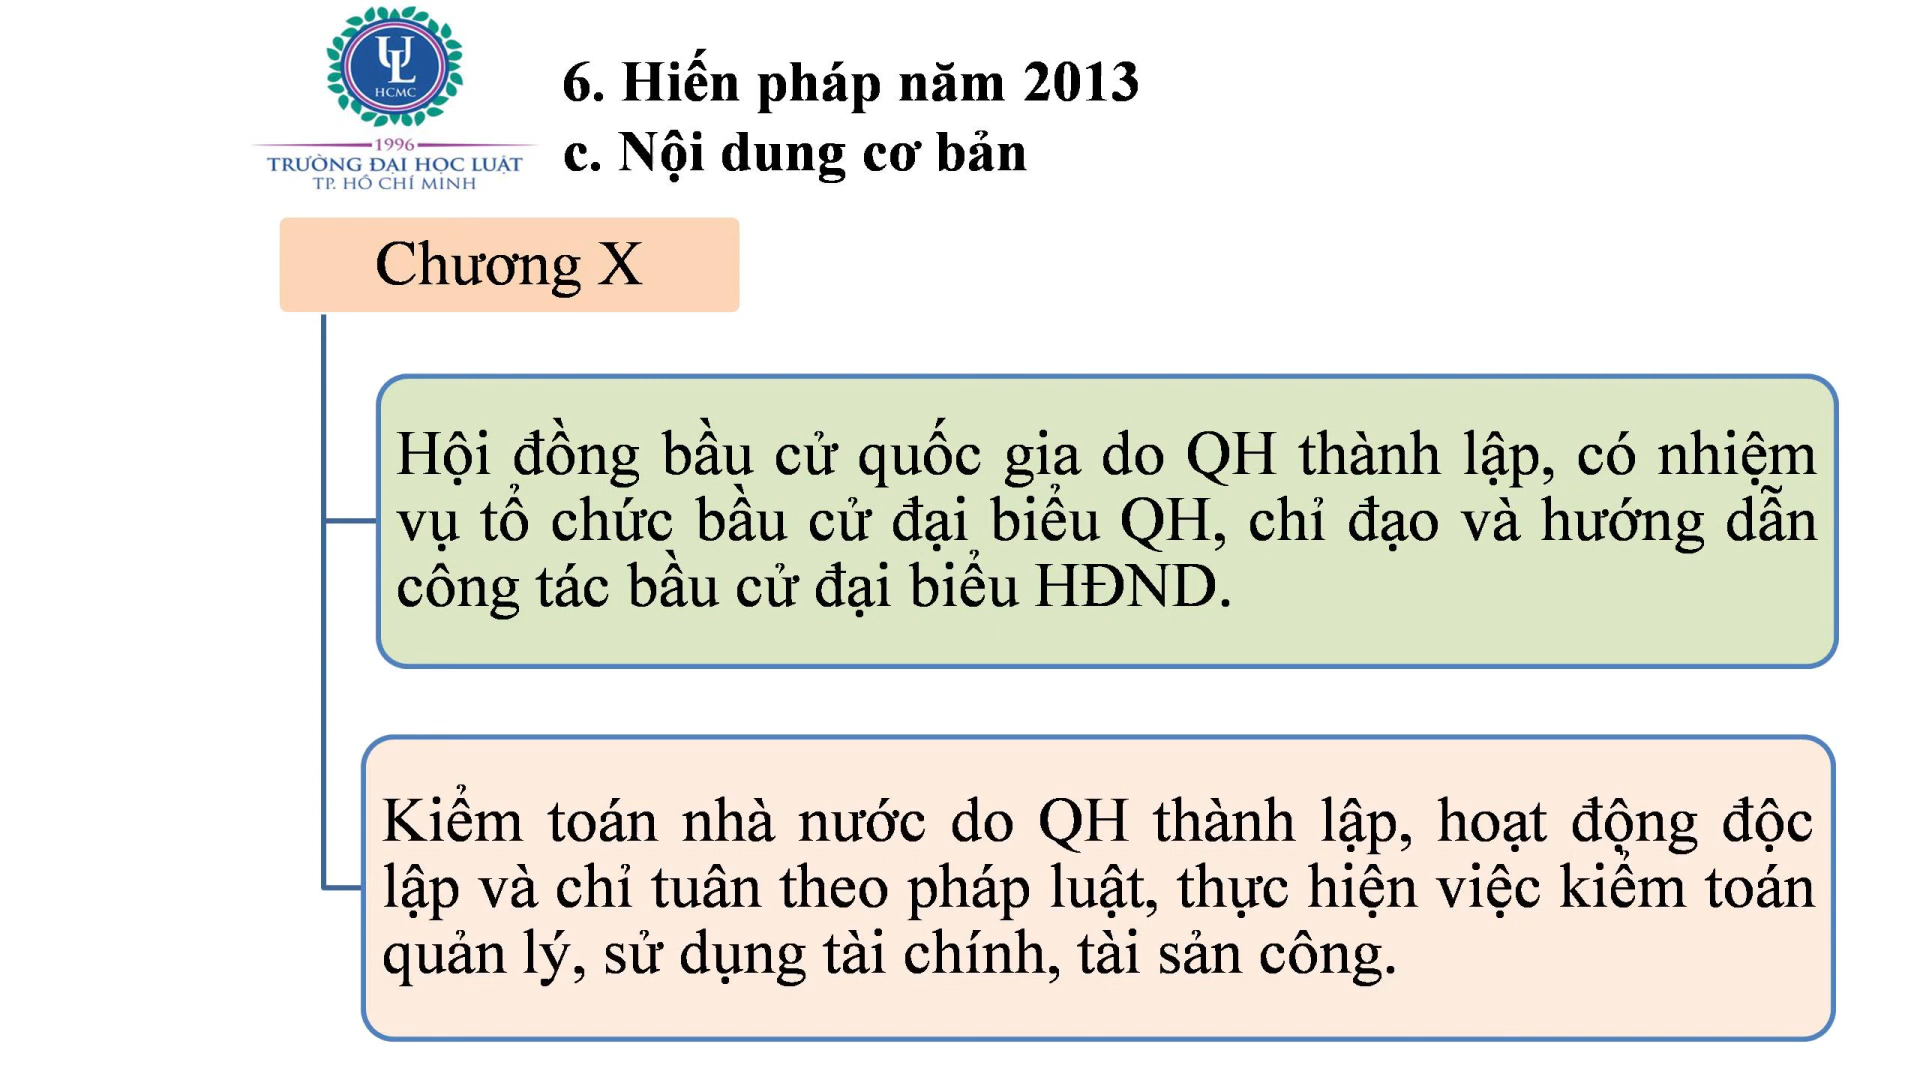 UL
HCMC
1996
TRƯỜNG ĐẠI HỌC LUẬT
TP. HỒ CHÍ MINH
6. Hiến pháp năm 2013
c. Nội dung cơ bản
Chương X
Hội đồng bầu cử quốc gia do QH thành lập, có nhiệm
vụ tổ chức bầu cử đại biểu QH, chỉ đạo và hướng dẫn
công tác bầu cử đại biểu HĐND.
Kiểm toán nhà nước do QH thành lập, hoạt động độc
lập và chỉ tuân theo pháp luật, thực hiện việc kiểm toán
quản lý, sử dụng tài chính, tài sản công.